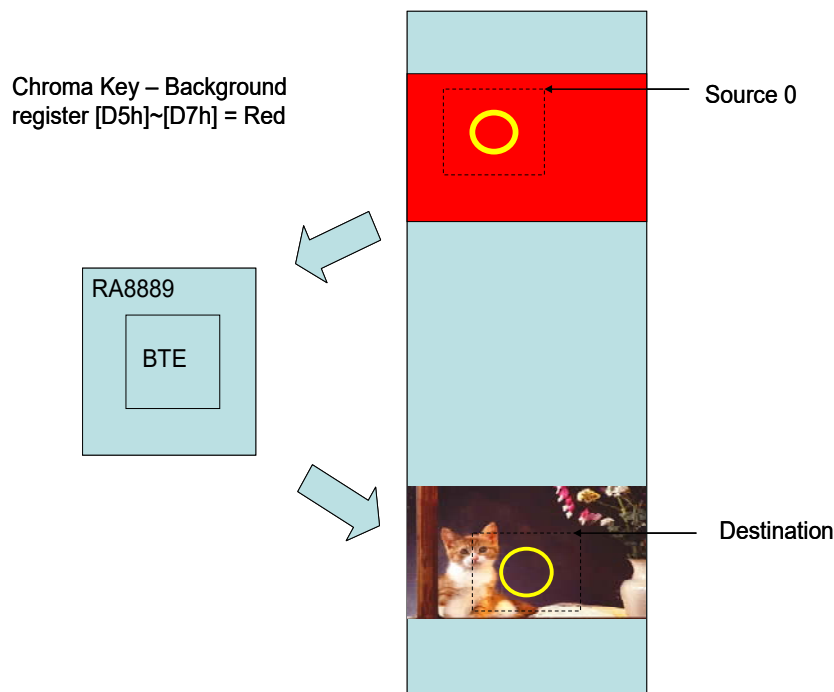 Chroma Key – Background
register [D5h]~[D7h] = Red
Source 0
RA8889
BTE
Destination